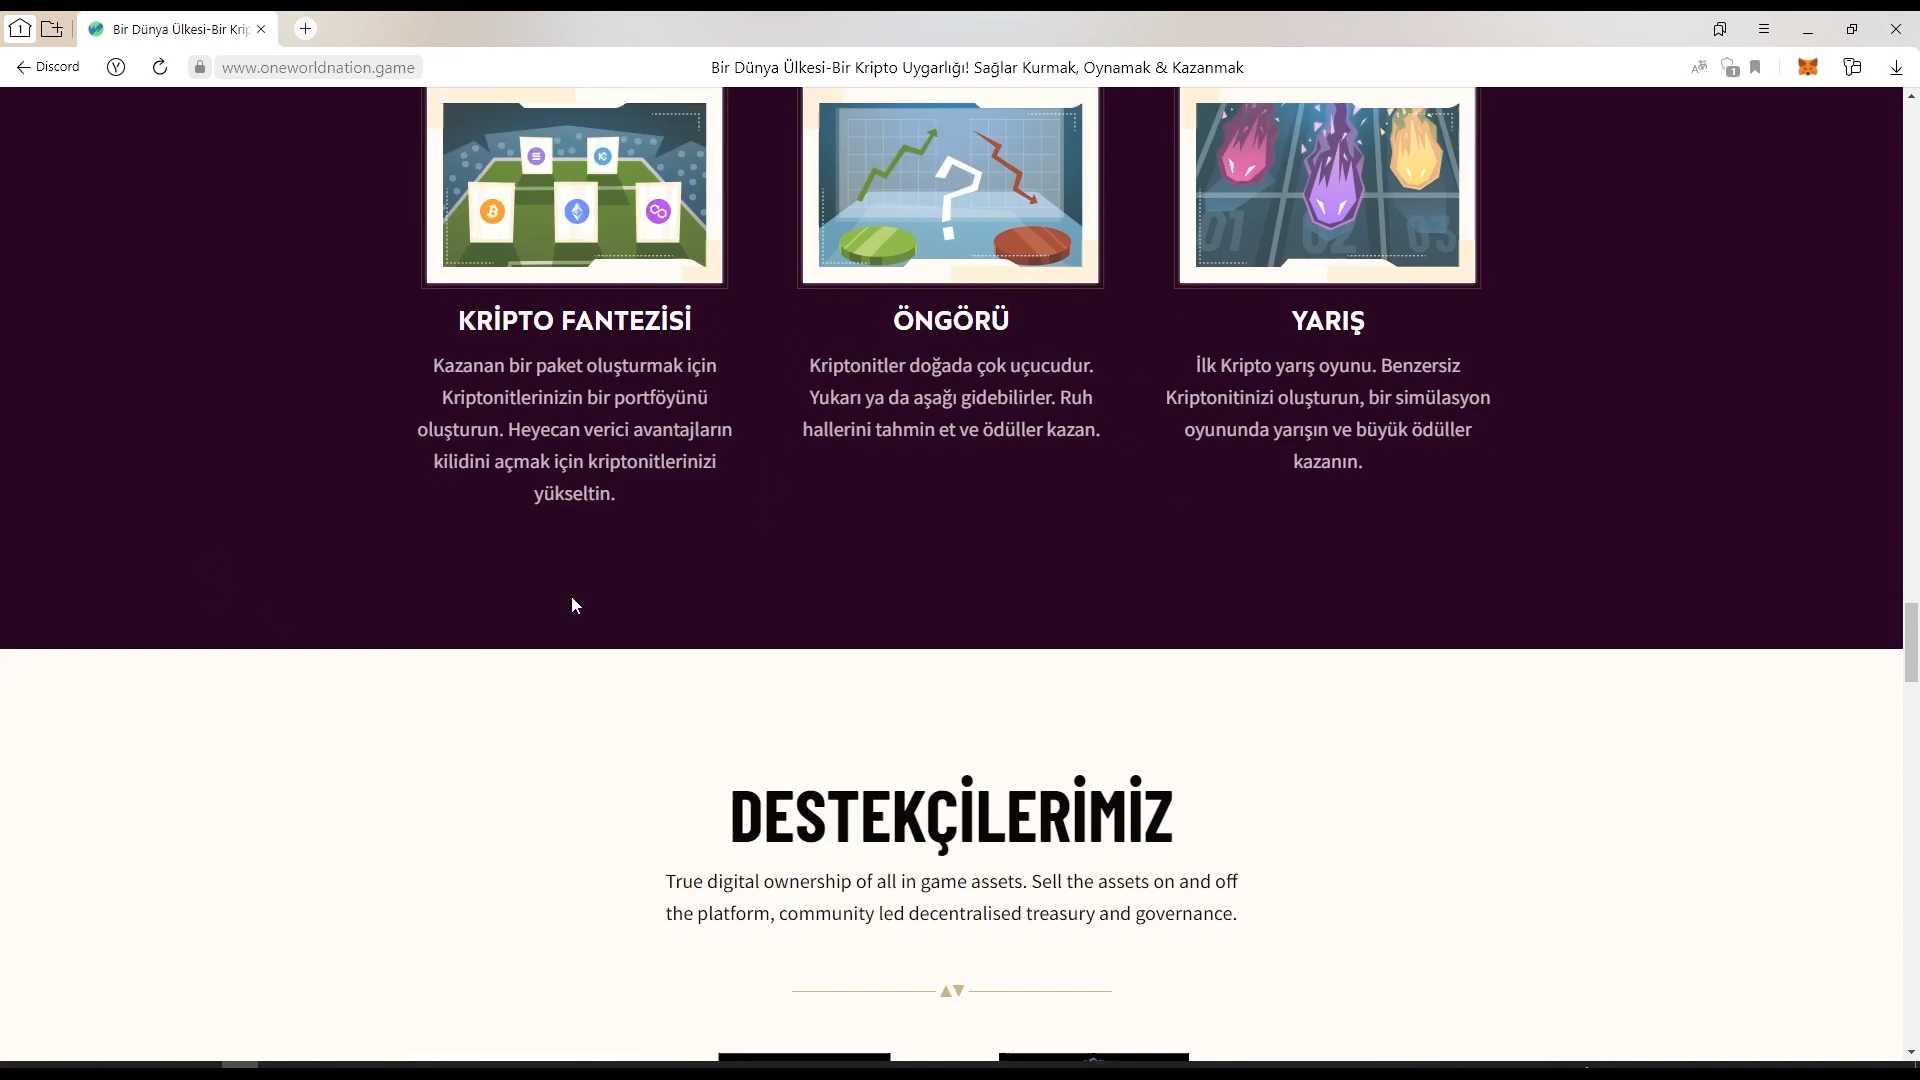 1
Bir Dünya Ülkesi-Bir Krip
Discord
www.oneworldnation.game
Bir Dünya Ülkesi-Bir Kripto Uygarlığı! Sağlar Kurmak, Oynamak & Kazanmak
1
01
02
03
KRİPTO FANTEZİSİ
Kazanan bir paket oluşturmak için
Kriptonitlerinizin bir portföyünü
oluşturun. Heyecan verici avantajların
kilidini açmak için kriptonitlerinizi
yükseltin.
ÖNGÖRÜ
Kriptonitler doğada çok uçucudur.
Yukarı ya da aşağı gidebilirler. Ruh
hallerini tahmin et ve ödüller kazan.
YARIŞ
İlk Kripto yarış oyunu. Benzersiz
Kriptonitinizi oluşturun, bir simülasyon
oyununda yarışın ve büyük ödüller
kazanın.
DESTEKÇİLERİMİZ
True digital ownership of all in game assets. Sell the assets on and off
the platform, community led decentralised treasury and governance.